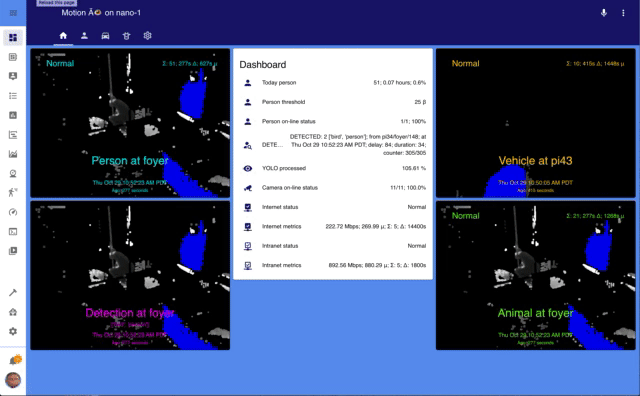 Reload this page
Motion Ã on nano-1
Normal
Σ: 51; 277s Δ; 627s μ
Person at foyer
Thu Oct 29 10:52:23 AM PDT
Age: 277 seconds
Dashboard
Today person
51; 0.07 hours; 0.6%
Person threshold
25 β
Person on-line status
1/1; 100%
DETE...
DETECTED: 2 ['bird', 'person']; from pi34/foyer/148; at
Thu Oct 29 10:52:23 AM PDT; delay: 84; duration: 34;
counter: 305/305
YOLO processed
105.61 %
Camera on-line status
11/11; 100.0%
Internet status
Normal
Internet metrics
222.72 Mbps; 269.99 μ; Σ: 5; Δ: 14400s
Intranet status
Normal
Intranet metrics
892.56 Mbps; 880.29 μ; Σ: 5; Δ: 1800s
Normal
Σ: 10; 415s Δ; 1448s μ
Vehicle at pi43
Thu Oct 29 10:50:05 AM PDT
Age: 415 seconds
Detection at foyer
Thu Oct 29 10:52:23 AM PDT
Age: 277 seconds
Normal
Σ: 21; 277s Δ; 1268s μ
Animal at foyer
Thu Oct 29 10:52:23 AM PDT
Age: 277 seconds